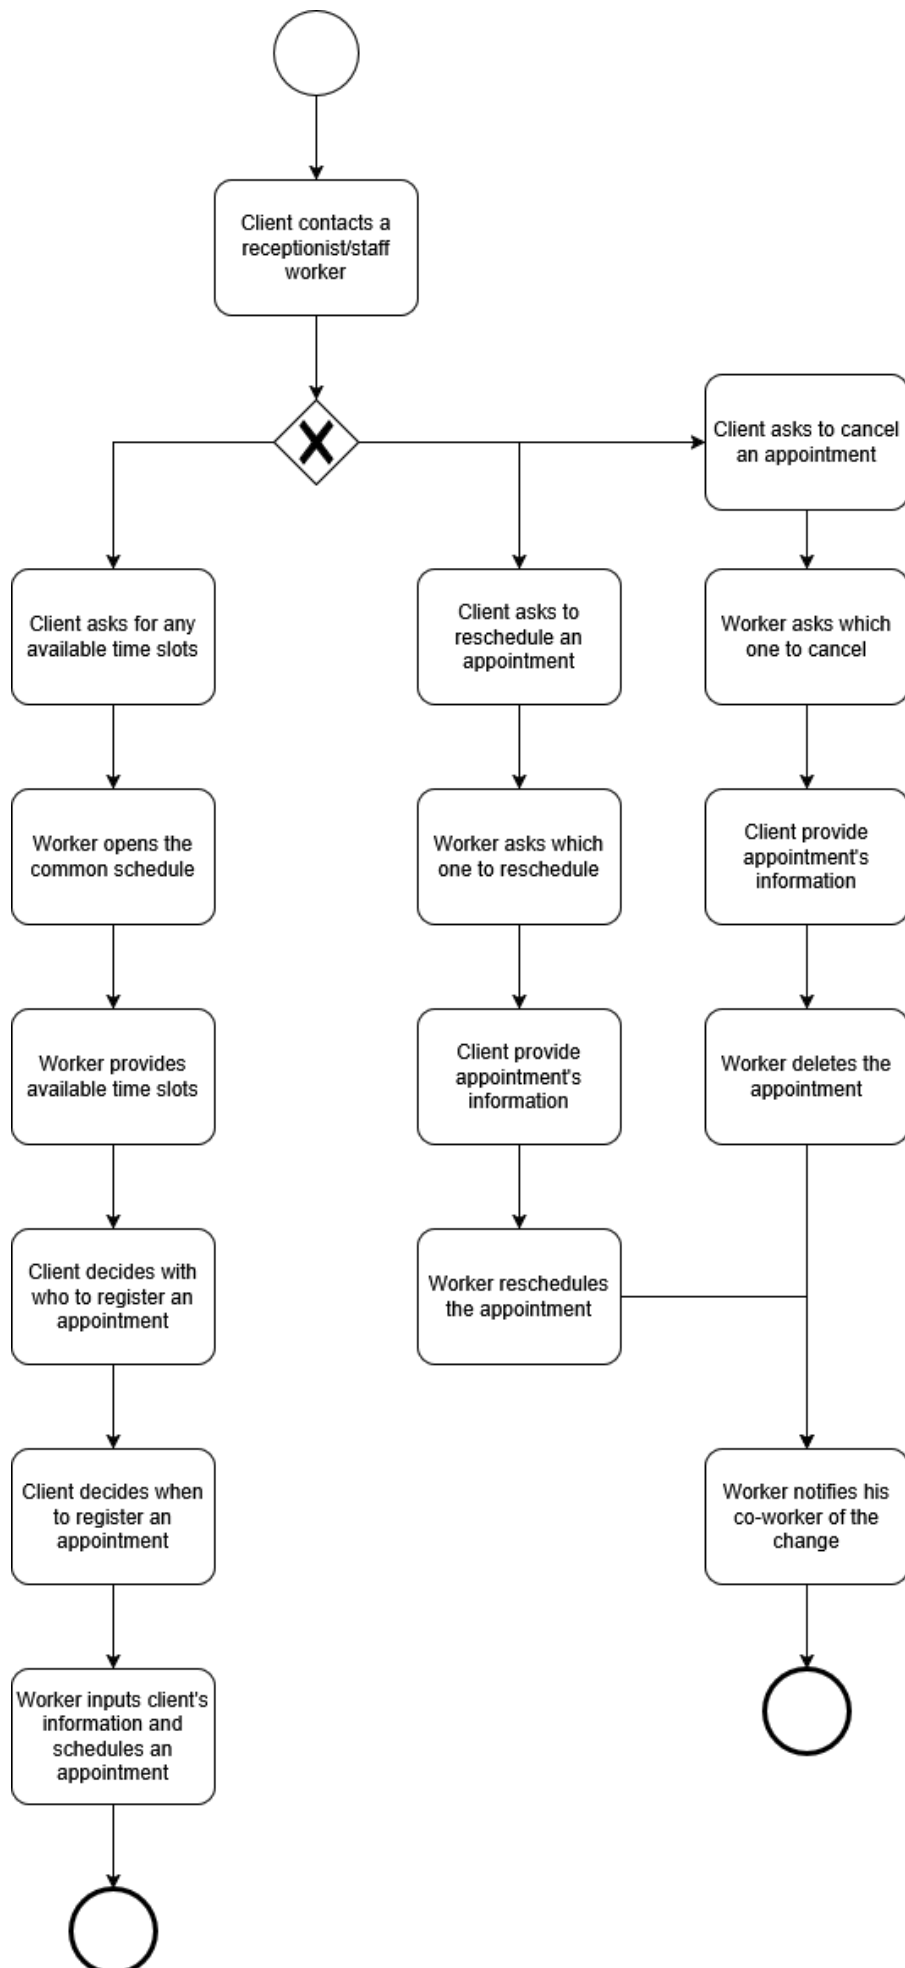 Client contacts a
receptionist/staff
worker
Client asks to cancel
an appointment
Client asks for any
available time slots
Client asks to
reschedule an
appointment
Worker asks which
one to cancel
Worker opens the
common schedule
Worker asks which
one to reschedule
Client provide
appointment's
information
Worker provides
available time slots
Client provide
appointment's
information
Worker deletes the
appointment
Client decides with
who to register an
appointment
Worker reschedules
the appointment
Client decides when
to register an
appointment
Worker notifies his
co-worker of the
change
Worker inputs client's
information and
schedules an
appointment